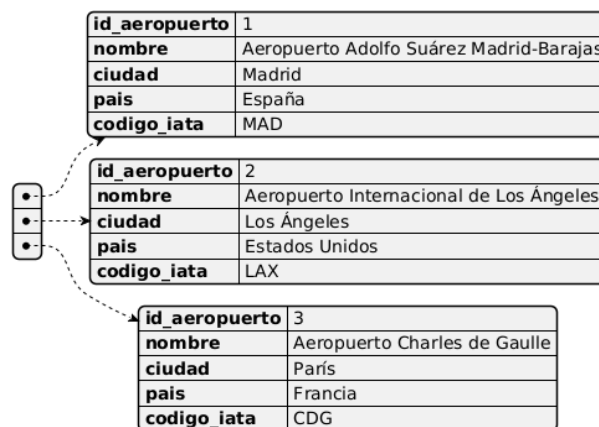 id_aeropuerto 1
nombre Aeropuerto Adolfo Suárez Madrid-Barajas
ciudad Madrid
pais España
codigo_iata MAD
id_aeropuerto 2
nombre Aeropuerto Internacional de Los Ángeles
ciudad Los Ángeles
pais Estados Unidos
codigo_iata LAX
id_aeropuerto 3
nombre Aeropuerto Charles de Gaulle
ciudad París
pais Francia
codigo_iata CDG